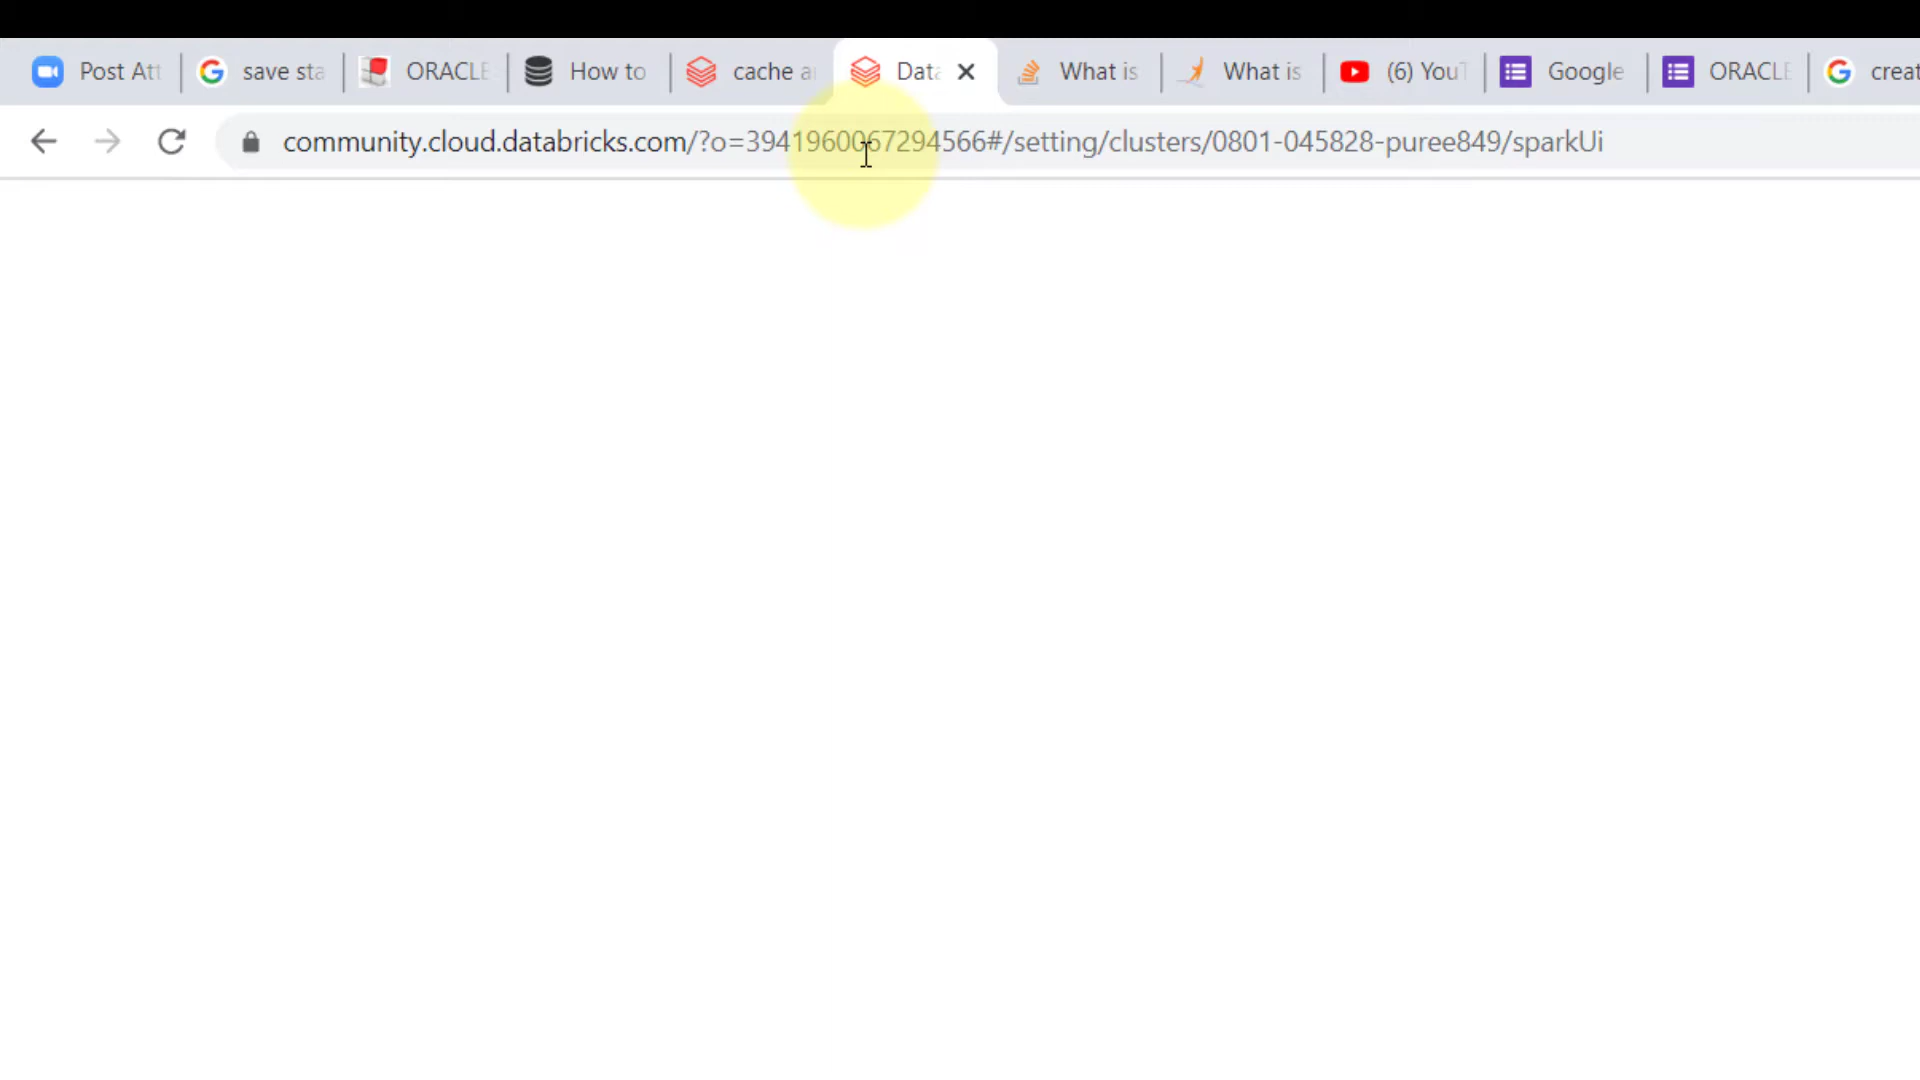 Post Att save sta ORACLE How to cache a Data What is What is (6) YouT Google ORACLE creat
community.cloud.databricks.com/?o=3941960067294566#/setting/clusters/0801-045828-puree849/sparkUi